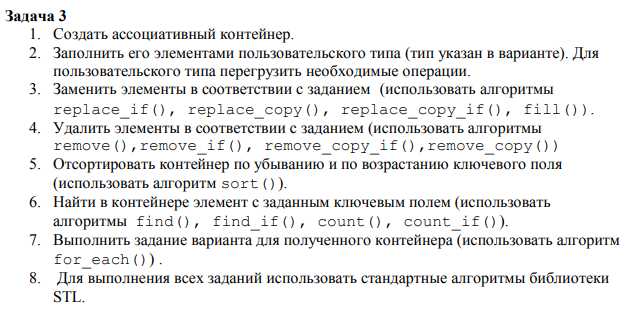 Задача 3
1. Создать ассоциативный контейнер.
2. Заполнить его элементами пользовательского типа (тип указан в варианте). Для
пользовательского типа перегрузить необходимые операции.
3. Заменить элементы в соответствии с заданием (использовать алгоритмы
replace_if(), replace_copy(), replace_copy_if(), fill()).
4. Удалить элементы в соответствии с заданием (использовать алгоритмы
remove(),remove_if(), remove_copy_if(),remove_copy())
5. Отсортировать контейнер по убыванию и по возрастанию ключевого поля
(использовать алгоритм sort()).
6. Найти в контейнере элемент с заданным ключевым полем (использовать
алгоритмы find(), find_if(), count(), count_if()).
7. Выполнить задание варианта для полученного контейнера (использовать алгоритм
for_each()) .
8. Для выполнения всех заданий использовать стандартные алгоритмы библиотеки
STL.